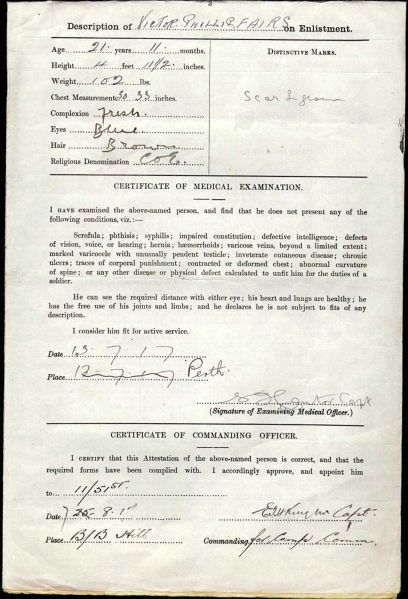 3
Description of VICTOR PHILLIP FAIRS on Enlistment.
Age 21 years 11 months.
Height 4 feet 11 1/2 inches.
Weight 102 lbs.
Chest Measurement 30 33 inches.
Complexion Fresh.
Eyes Blue
Hair Brown
Religious Denomination C of E.
DISTINCTIVE MARKS.
Scar
CERTIFICATE OF MEDICAL EXAMINATION.
I HAVE examined the above-named person, and find that he does not present any of the
following conditions, viz.:—
Scrofula; phthisis; syphilis; impaired constitution; defective intelligence; defects
of vision, voice, or hearing; hernia; hæmorrhoids; varicose veins, beyond a limited extent;
marked varicocele with unusually pendent testicle; inveterate cutaneous disease; chronic
ulcers; traces of corporal punishment; contracted or deformed chest; abnormal curvature
of spine; or any other disease or physical defect calculated to unfit him for the duties of a
soldier.
He can see the required distance with either eye; his heart and lungs are healthy; he
has the free use of his joints and limbs; and he declares he is not subject to fits of any
description.
I consider him fit for active service.
Date 13 7 17
Place Perth.
Capt
(Signature of Examining Medical Officer.)
CERTIFICATE OF COMMANDING OFFICER.
I CERTIFY that this Attestation of the above-named person is correct, and that the
required forms have been complied with. I accordingly approve, and appoint him
to 11/51ST.
Date 25 8 17
Capt.
Place B/B Hill
Commanding for Camp Comm